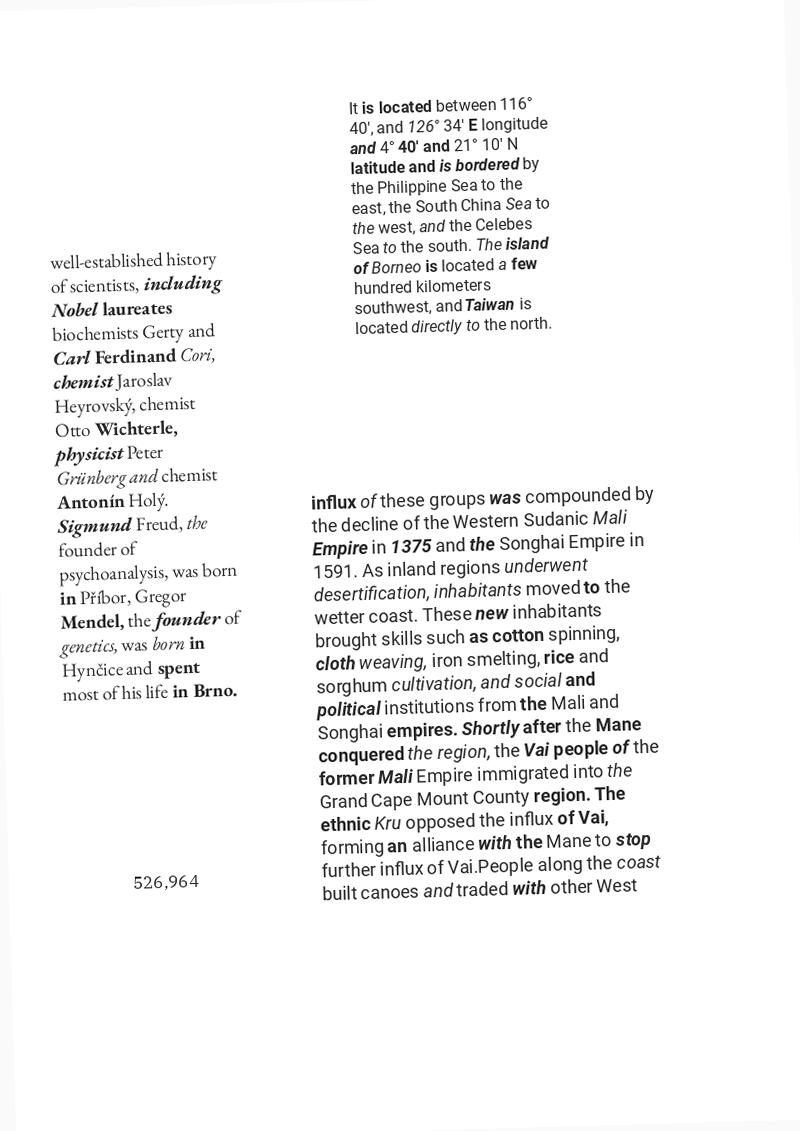 It is located between 116°
40', and 126° 34' E longitude
and 4° 40' and 21° 10' N
latitude and is bordered by
the Philippine Sea to the
east, the South China Sea to
the west, and the Celebes
Sea to the south. The island
of Borneo is located a few
hundred kilometers
southwest, and Taiwan is
located directly to the north.
well-established history
of scientists, including
Nobel laureates
biochemists Gerty and
Carl Ferdinand Cori,
chemist Jaroslav
Heyrovský, chemist
Otto Wichterle,
physicist Peter
Grünberg and chemist
Antonín Holý.
Sigmund Freud, the
founder of
psychoanalysis, was born
in Příbor, Gregor
Mendel, the founder of
genetics, was born in
Hynčice and spent
most of his life in Brno.
influx of these groups was compounded by
the decline of the Western Sudanic Mali
Empire in 1375 and the Songhai Empire in
1591. As inland regions underwent
desertification, inhabitants moved to the
wetter coast. These new inhabitants
brought skills such as cotton spinning,
cloth weaving, iron smelting, rice and
sorghum cultivation, and social and
political institutions from the Mali and
Songhai empires. Shortly after the Mane
conquered the region, the Vai people of the
former Mali Empire immigrated into the
Grand Cape Mount County region. The
ethnic Kru opposed the influx of Vai,
forming an alliance with the Mane to stop
further influx of Vai.People along the coast
built canoes and traded with other West
526,964